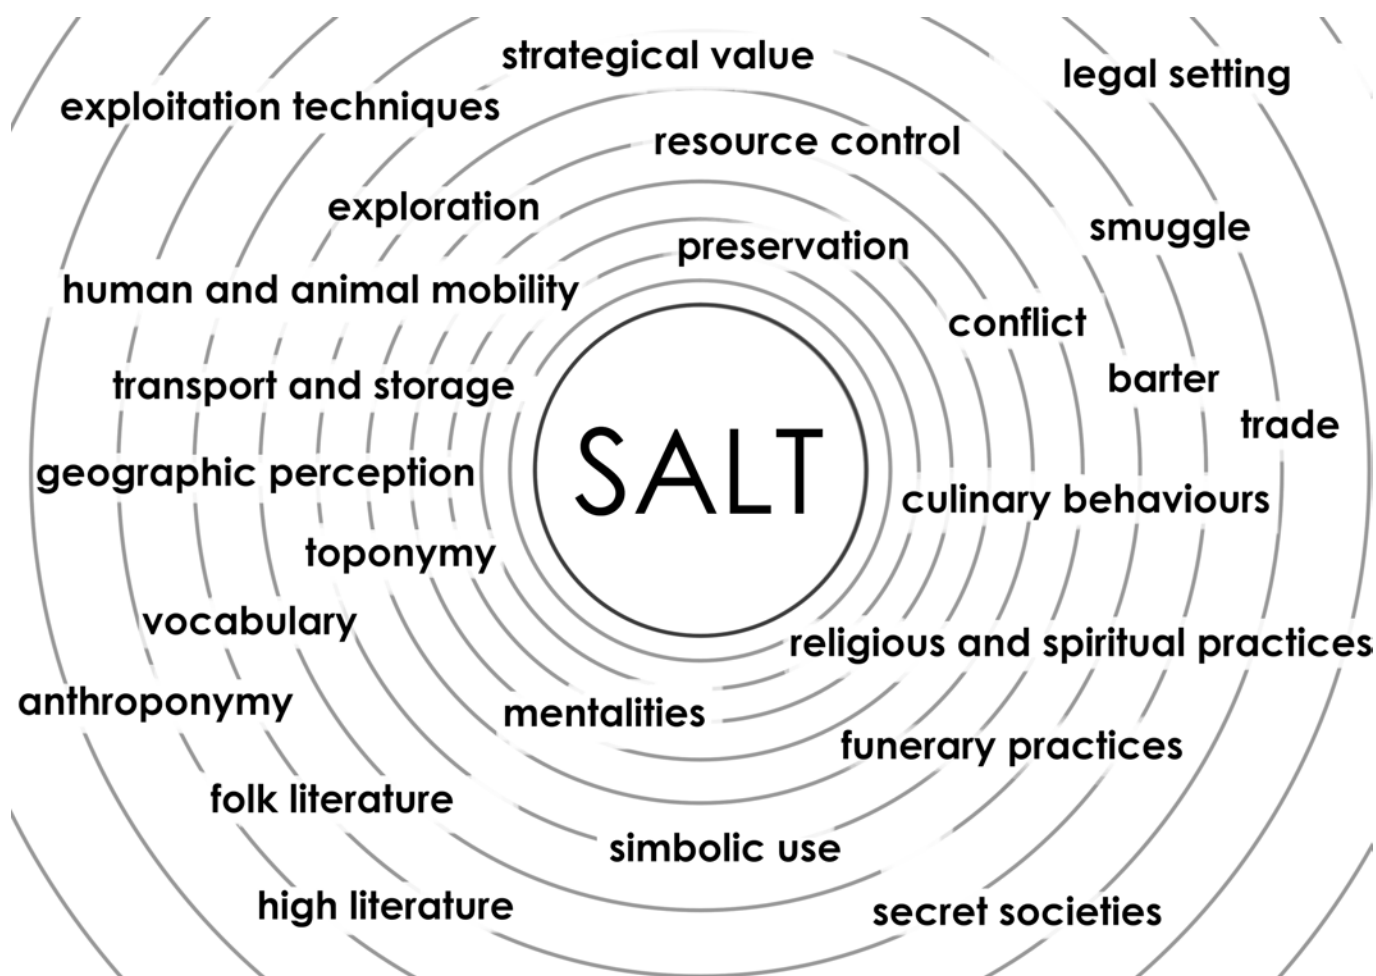 strategical value
legal setting
exploitation techniques
resource control
exploration
smuggle
preservation
human and animal mobility
conflict
barter
transport and storage
trade
SALT
geographic perception
culinary behaviours
toponymy
vocabulary
religious and spiritual practices
anthroponymy
mentalities
funerary practices
folk literature
simbolic use
high literature
secret societies